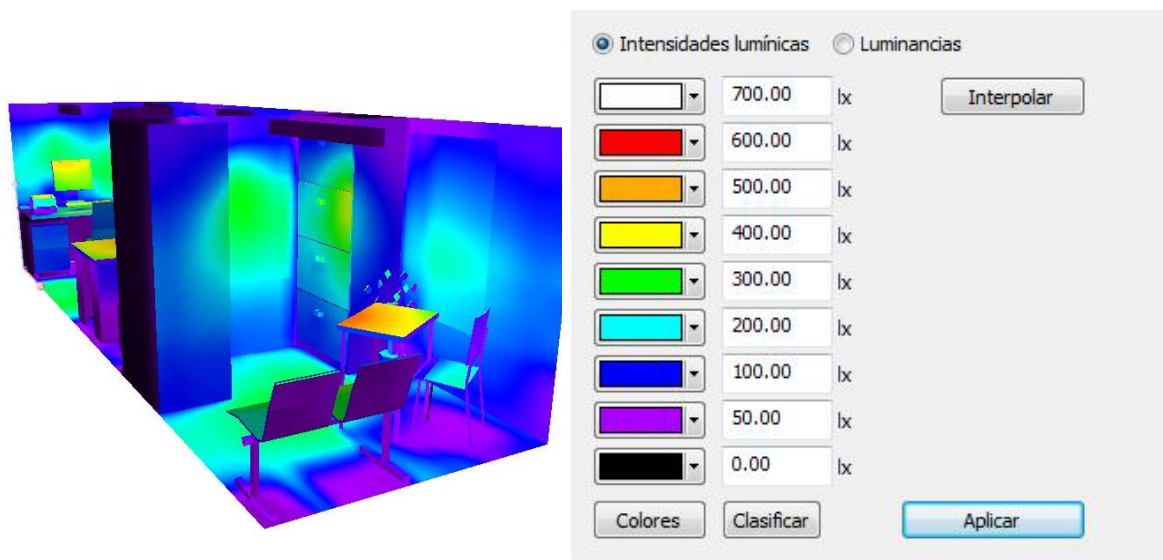 Intensidades lumínicas Luminancias
700.00 lx Interpolar
600.00 lx
500.00 lx
400.00 lx
300.00 lx
200.00 lx
100.00 lx
50.00 lx
0.00 lx
Colores Clasificar Aplicar